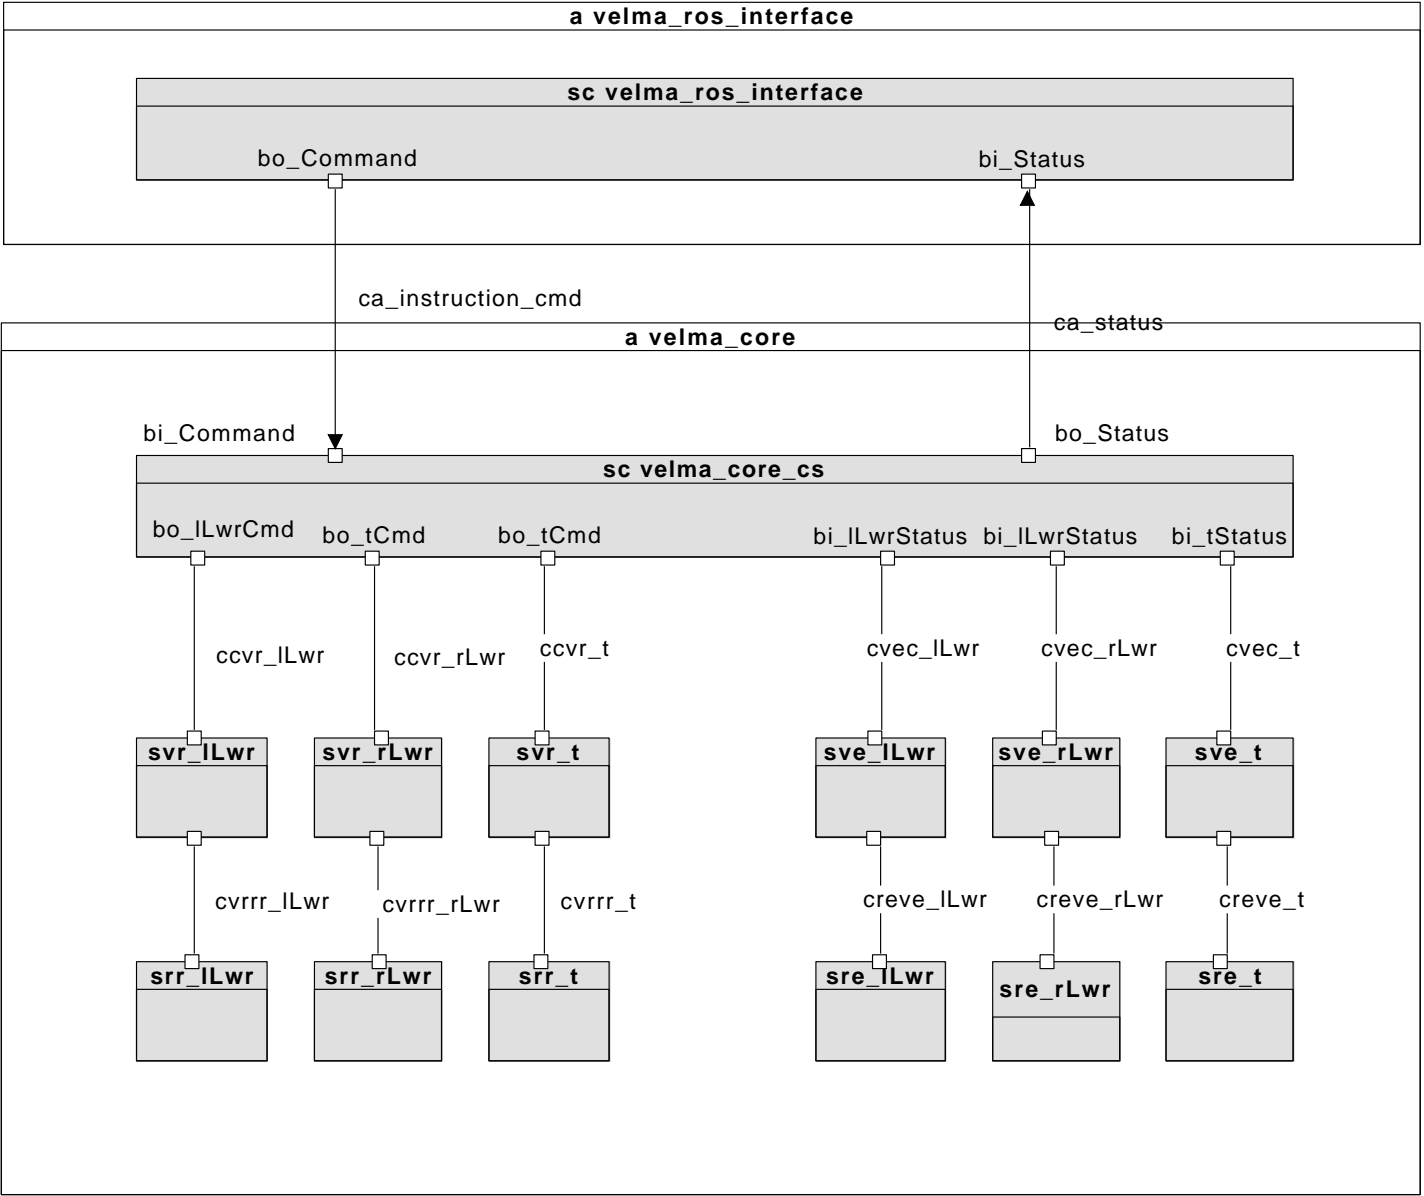 a velma_ros_interface
sc velma_ros_interface
bo_Command bi_Status
ca_instruction_cmd
ca_status
a velma_core
bi_Command bo_Status
sc velma_core_cs
bo_lLwrCmd bo_tCmd bo_tCmd bi_lLwrStatus bi_lLwrStatus bi_tStatus
ccvr_lLwr ccvr_rLwr ccvr_t cvec_lLwr cvec_rLwr cvec_t
svr_lLwr svr_rLwr svr_t sve_lLwr sve_rLwr sve_t
cvrrr_lLwr cvrrr_rLwr cvrrr_t creve_lLwr creve_rLwr creve_t
srr_lLwr srr_rLwr srr_t sre_lLwr sre_rLwr sre_t